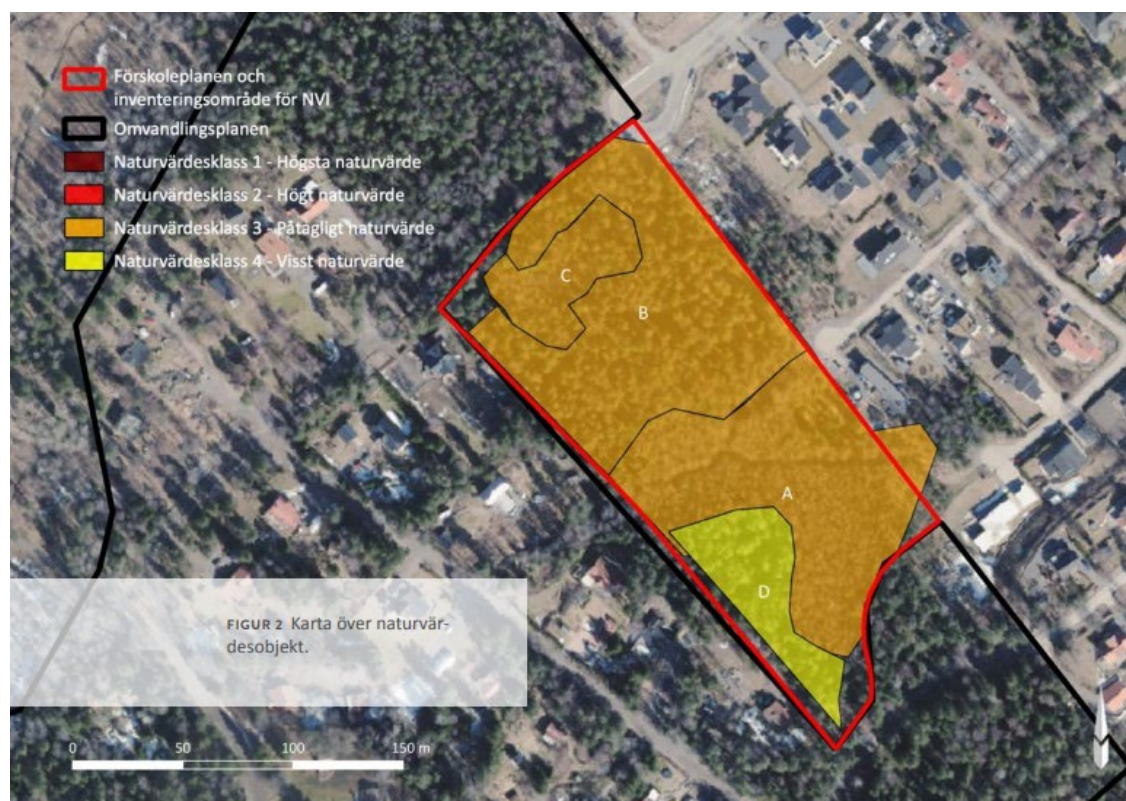 Förskoleplanen och
inventeringsområde för NVI
Omvandlingsplanen
Naturvärdesklass 1 - Högsta naturvärde
Naturvärdesklass 2 - Högt naturvärde
Naturvärdesklass 3 - Påtagligt naturvärde
Naturvärdesklass 4 - Visst naturvärde
C
B
A
D
FIGUR 2 Karta över naturvär-
desobjekt.
0 50 100 150 m